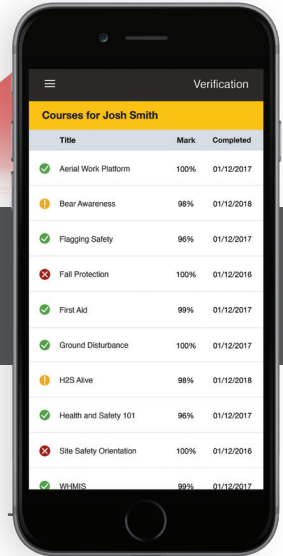 Verification
Courses for Josh Smith
Title Mark Completed
Aerial Work Platform 100% 01/12/2017
Bear Awareness 98% 01/12/2018
Flagging Safety 96% 01/12/2017
Fall Protection 100% 01/12/2016
First Aid 99% 01/12/2017
Ground Disturbance 100% 01/12/2017
H2S Alive 98% 01/12/2018
Health and Safety 101 96% 01/12/2017
Site Safety Orientation 100% 01/12/2016
WHMIS 99% 01/12/2017